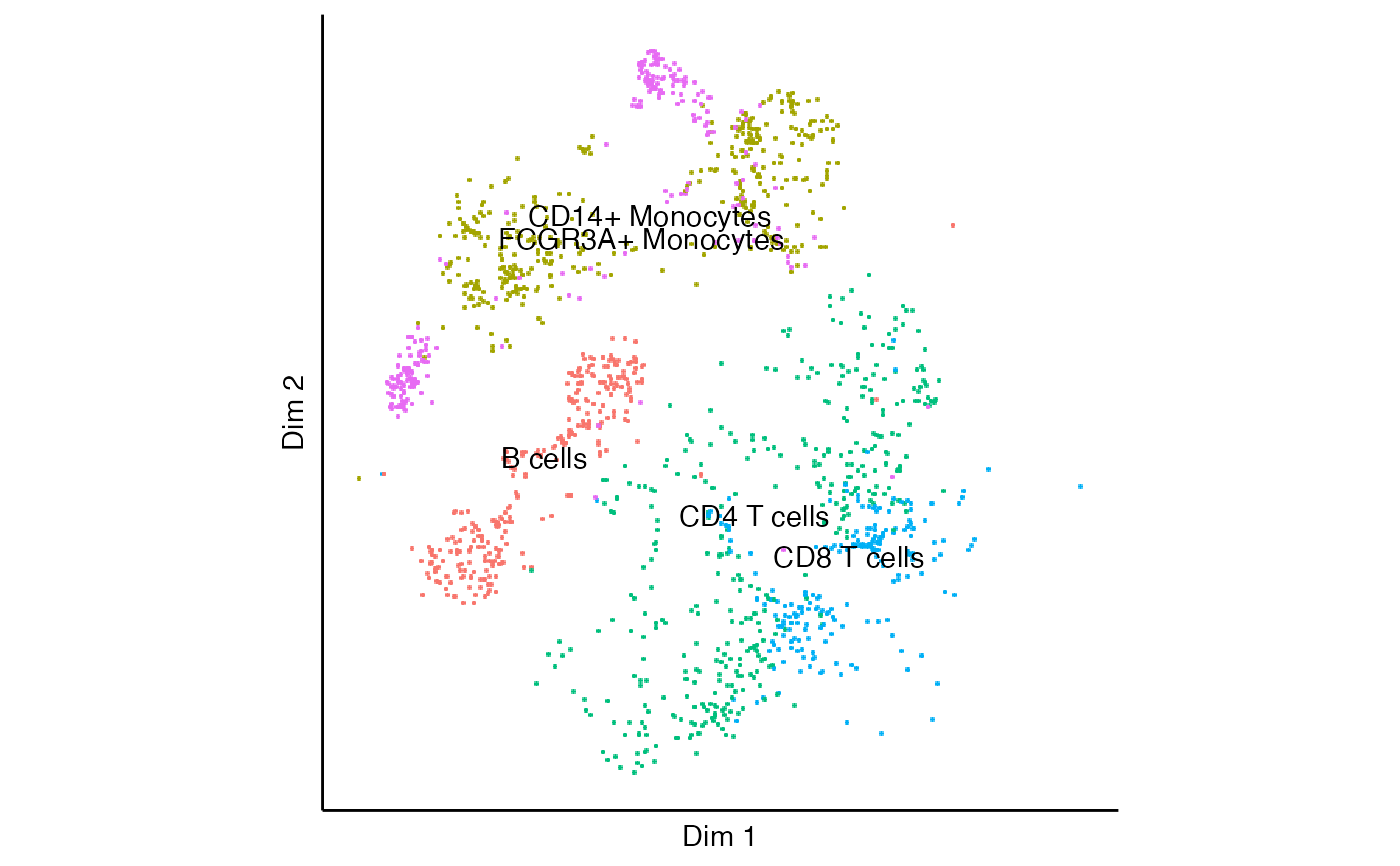 CD14+ Monocytes
FCGR3A+ Monocytes
B cells
CD4 T cells
CD8 T cells
Dim 2
Dim 1